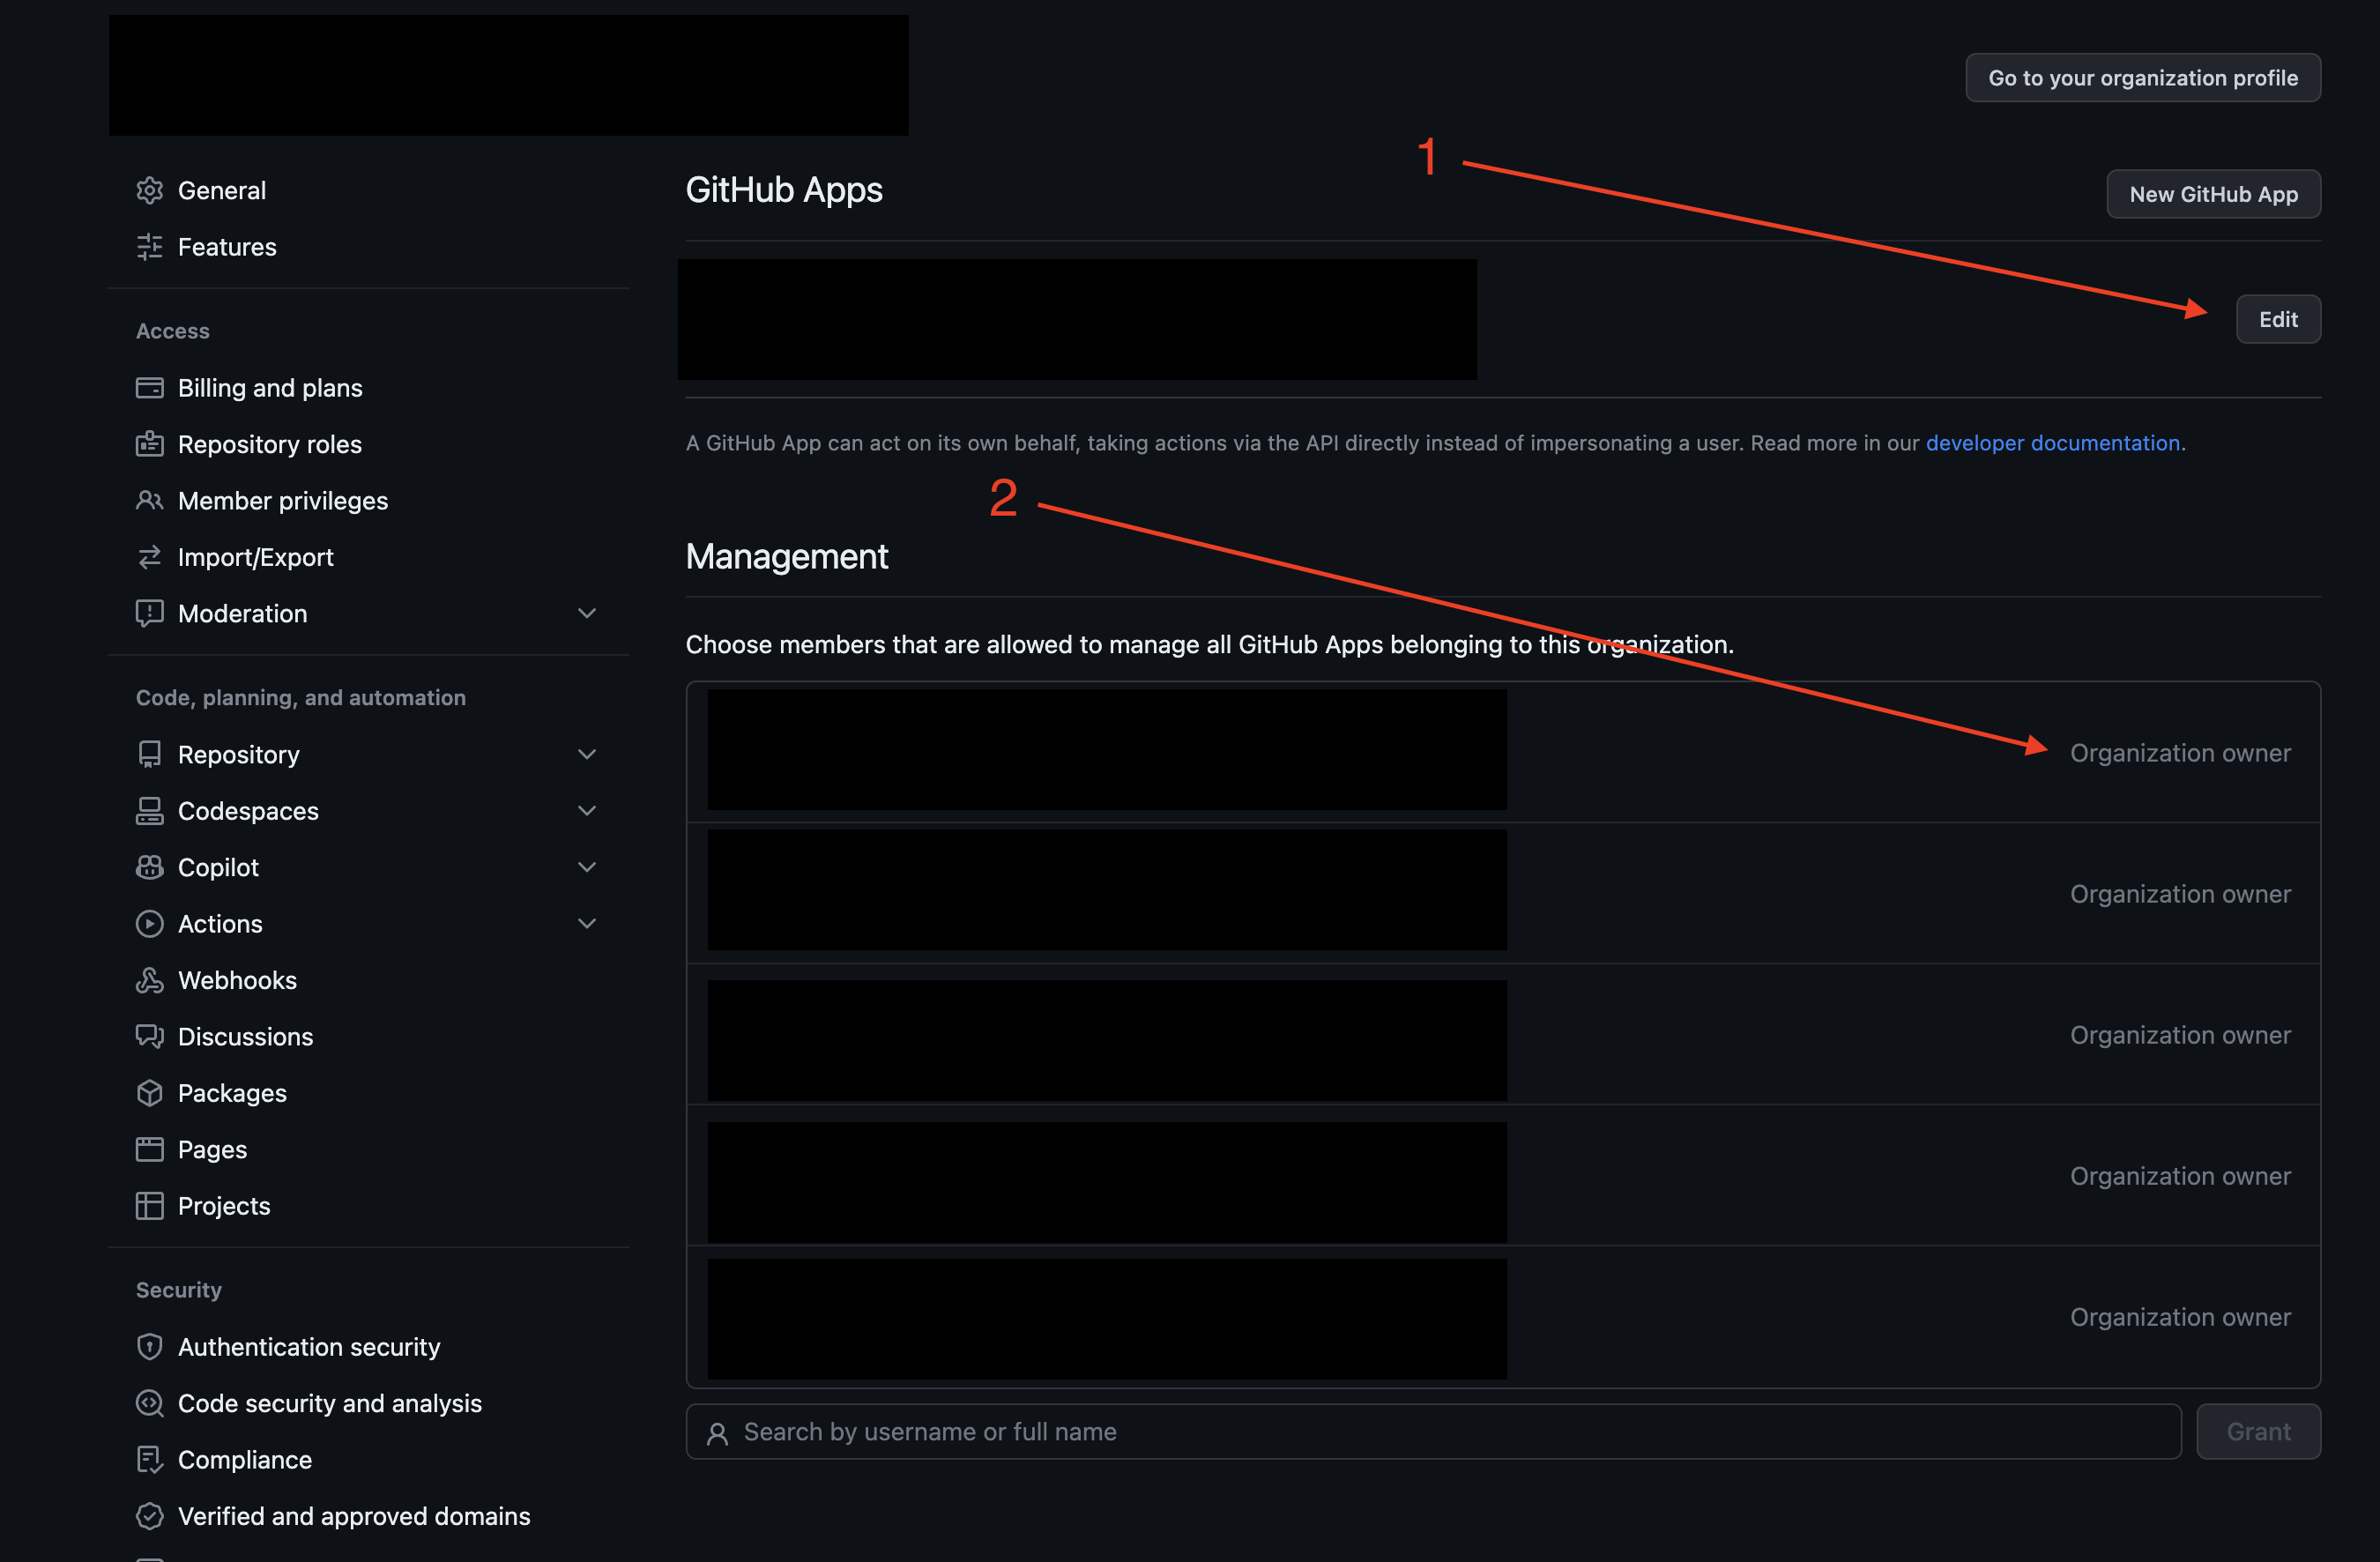 Go to your organization profile
General
Features
Access
Billing and plans
Repository roles
Member privileges
Import/Export
Moderation
Code, planning, and automation
Repository
Codespaces
Copilot
Actions
Webhooks
Discussions
Packages
Pages
Projects
Security
Authentication security
Code security and analysis
Compliance
Verified and approved domains
1
GitHub Apps
New GitHub App
Edit
A GitHub App can act on its own behalf, taking actions via the API directly instead of impersonating a user. Read more in our developer documentation.
2
Management
Choose members that are allowed to manage all GitHub Apps belonging to this organization.
Organization owner
Organization owner
Organization owner
Organization owner
Organization owner
Search by username or full name
Grant